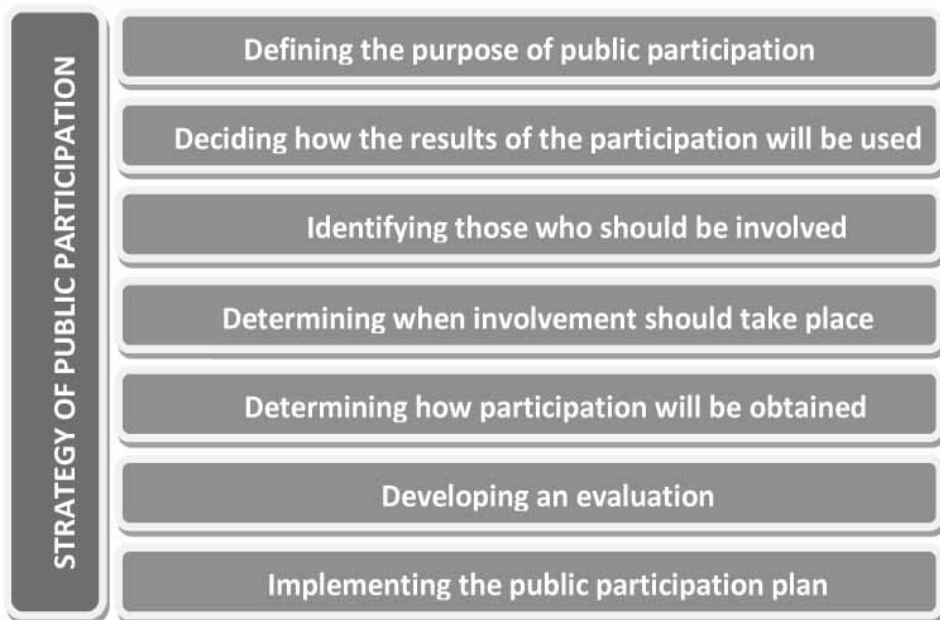 STRATEGY OF PUBLIC PARTICIPATION
Defining the purpose of public participation
Deciding how the results of the participation will be used
Identifying those who should be involved
Determining when involvement should take place
Determining how participation will be obtained
Developing an evaluation
Implementing the public participation plan